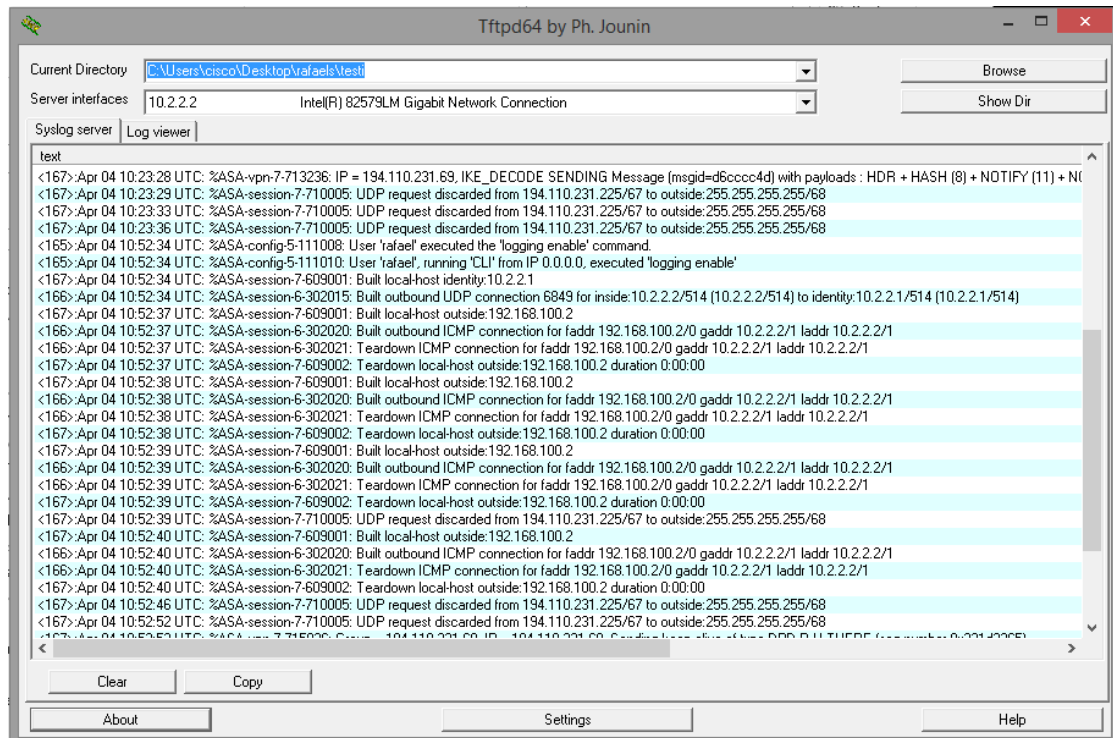 Tftpd64 by Ph. Jounin
Current Directory C:\Users\cisco\Desktop\rafaels\testi Browse
Server interfaces 10.2.2.2 Intel(R) 82579LM Gigabit Network Connection Show Dir
Syslog server Log viewer
text
<167>:Apr 04 10:23:28 UTC: %ASA-vpn-7-713236: IP = 194.110.231.69, IKE_DECODE SENDING Message (msgid=d6cccc4d) with payloads : HDR + HASH (8) + NOTIFY (11) +
<167>:Apr 04 10:23:29 UTC: %ASA-session-7-710005: UDP request discarded from 194.110.231.225/67 to outside:255.255.255.255/68
<167>:Apr 04 10:23:33 UTC: %ASA-session-7-710005: UDP request discarded from 194.110.231.225/67 to outside:255.255.255.255/68
<167>:Apr 04 10:23:36 UTC: %ASA-session-7-710005: UDP request discarded from 194.110.231.225/67 to outside:255.255.255.255/68
<165>:Apr 04 10:52:34 UTC: %ASA-config-5-111008: User 'rafael' executed the 'logging enable' command.
<165>:Apr 04 10:52:34 UTC: %ASA-config-5-111010: User 'rafael', running 'CLI' from IP 0.0.0.0, executed 'logging enable'
<167>:Apr 04 10:52:34 UTC: %ASA-session-7-609001: Built local-host identity:10.2.2.1
<166>:Apr 04 10:52:34 UTC: %ASA-session-6-302015: Built outbound UDP connection 6849 for inside:10.2.2.2/514 (10.2.2.2/514) to identity:10.2.2.1/514 (10.2.2.1/514)
<167>:Apr 04 10:52:37 UTC: %ASA-session-7-609001: Built local-host outside:192.168.100.2
<166>:Apr 04 10:52:37 UTC: %ASA-session-6-302020: Built outbound ICMP connection for faddr 192.168.100.2/0 gaddr 10.2.2.2/1 laddr 10.2.2.2/1
<166>:Apr 04 10:52:37 UTC: %ASA-session-6-302021: Teardown ICMP connection for faddr 192.168.100.2/0 gaddr 10.2.2.2/1 laddr 10.2.2.2/1
<167>:Apr 04 10:52:37 UTC: %ASA-session-7-609002: Teardown local-host outside:192.168.100.2 duration 0:00:00
<167>:Apr 04 10:52:38 UTC: %ASA-session-7-609001: Built local-host outside:192.168.100.2
<166>:Apr 04 10:52:38 UTC: %ASA-session-6-302020: Built outbound ICMP connection for faddr 192.168.100.2/0 gaddr 10.2.2.2/1 laddr 10.2.2.2/1
<166>:Apr 04 10:52:38 UTC: %ASA-session-6-302021: Teardown ICMP connection for faddr 192.168.100.2/0 gaddr 10.2.2.2/1 laddr 10.2.2.2/1
<167>:Apr 04 10:52:38 UTC: %ASA-session-7-609002: Teardown local-host outside:192.168.100.2 duration 0:00:00
<167>:Apr 04 10:52:39 UTC: %ASA-session-7-609001: Built local-host outside:192.168.100.2
<166>:Apr 04 10:52:39 UTC: %ASA-session-6-302020: Built outbound ICMP connection for faddr 192.168.100.2/0 gaddr 10.2.2.2/1 laddr 10.2.2.2/1
<166>:Apr 04 10:52:39 UTC: %ASA-session-6-302021: Teardown ICMP connection for faddr 192.168.100.2/0 gaddr 10.2.2.2/1 laddr 10.2.2.2/1
<167>:Apr 04 10:52:39 UTC: %ASA-session-7-609002: Teardown local-host outside:192.168.100.2 duration 0:00:00
<167>:Apr 04 10:52:39 UTC: %ASA-session-7-710005: UDP request discarded from 194.110.231.225/67 to outside:255.255.255.255/68
<167>:Apr 04 10:52:40 UTC: %ASA-session-7-609001: Built local-host outside:192.168.100.2
<166>:Apr 04 10:52:40 UTC: %ASA-session-6-302020: Built outbound ICMP connection for faddr 192.168.100.2/0 gaddr 10.2.2.2/1 laddr 10.2.2.2/1
<166>:Apr 04 10:52:40 UTC: %ASA-session-6-302021: Teardown ICMP connection for faddr 192.168.100.2/0 gaddr 10.2.2.2/1 laddr 10.2.2.2/1
<167>:Apr 04 10:52:40 UTC: %ASA-session-7-609002: Teardown local-host outside:192.168.100.2 duration 0:00:00
<167>:Apr 04 10:52:46 UTC: %ASA-session-7-710005: UDP request discarded from 194.110.231.225/67 to outside:255.255.255.255/68
<167>:Apr 04 10:52:52 UTC: %ASA-session-7-710005: UDP request discarded from 194.110.231.225/67 to outside:255.255.255.255/68
Clear Copy
About Settings Help